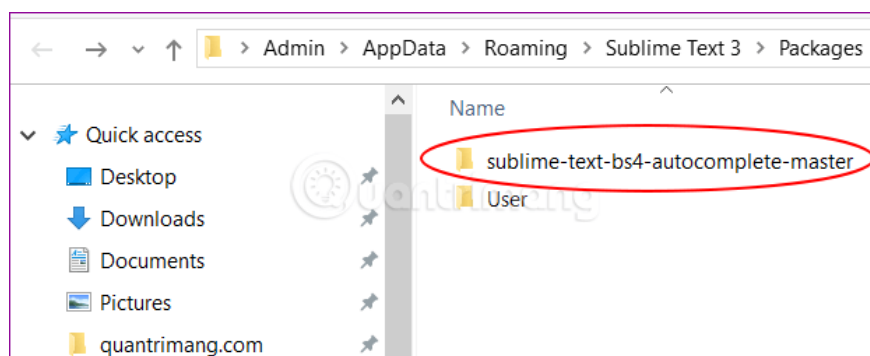 Admin > AppData > Roaming > Sublime Text 3 > Packages
Quick access
Desktop
Downloads
Documents
Pictures
quantrimang.com
Name
sublime-text-bs4-autocomplete-master
User
Quantrimang